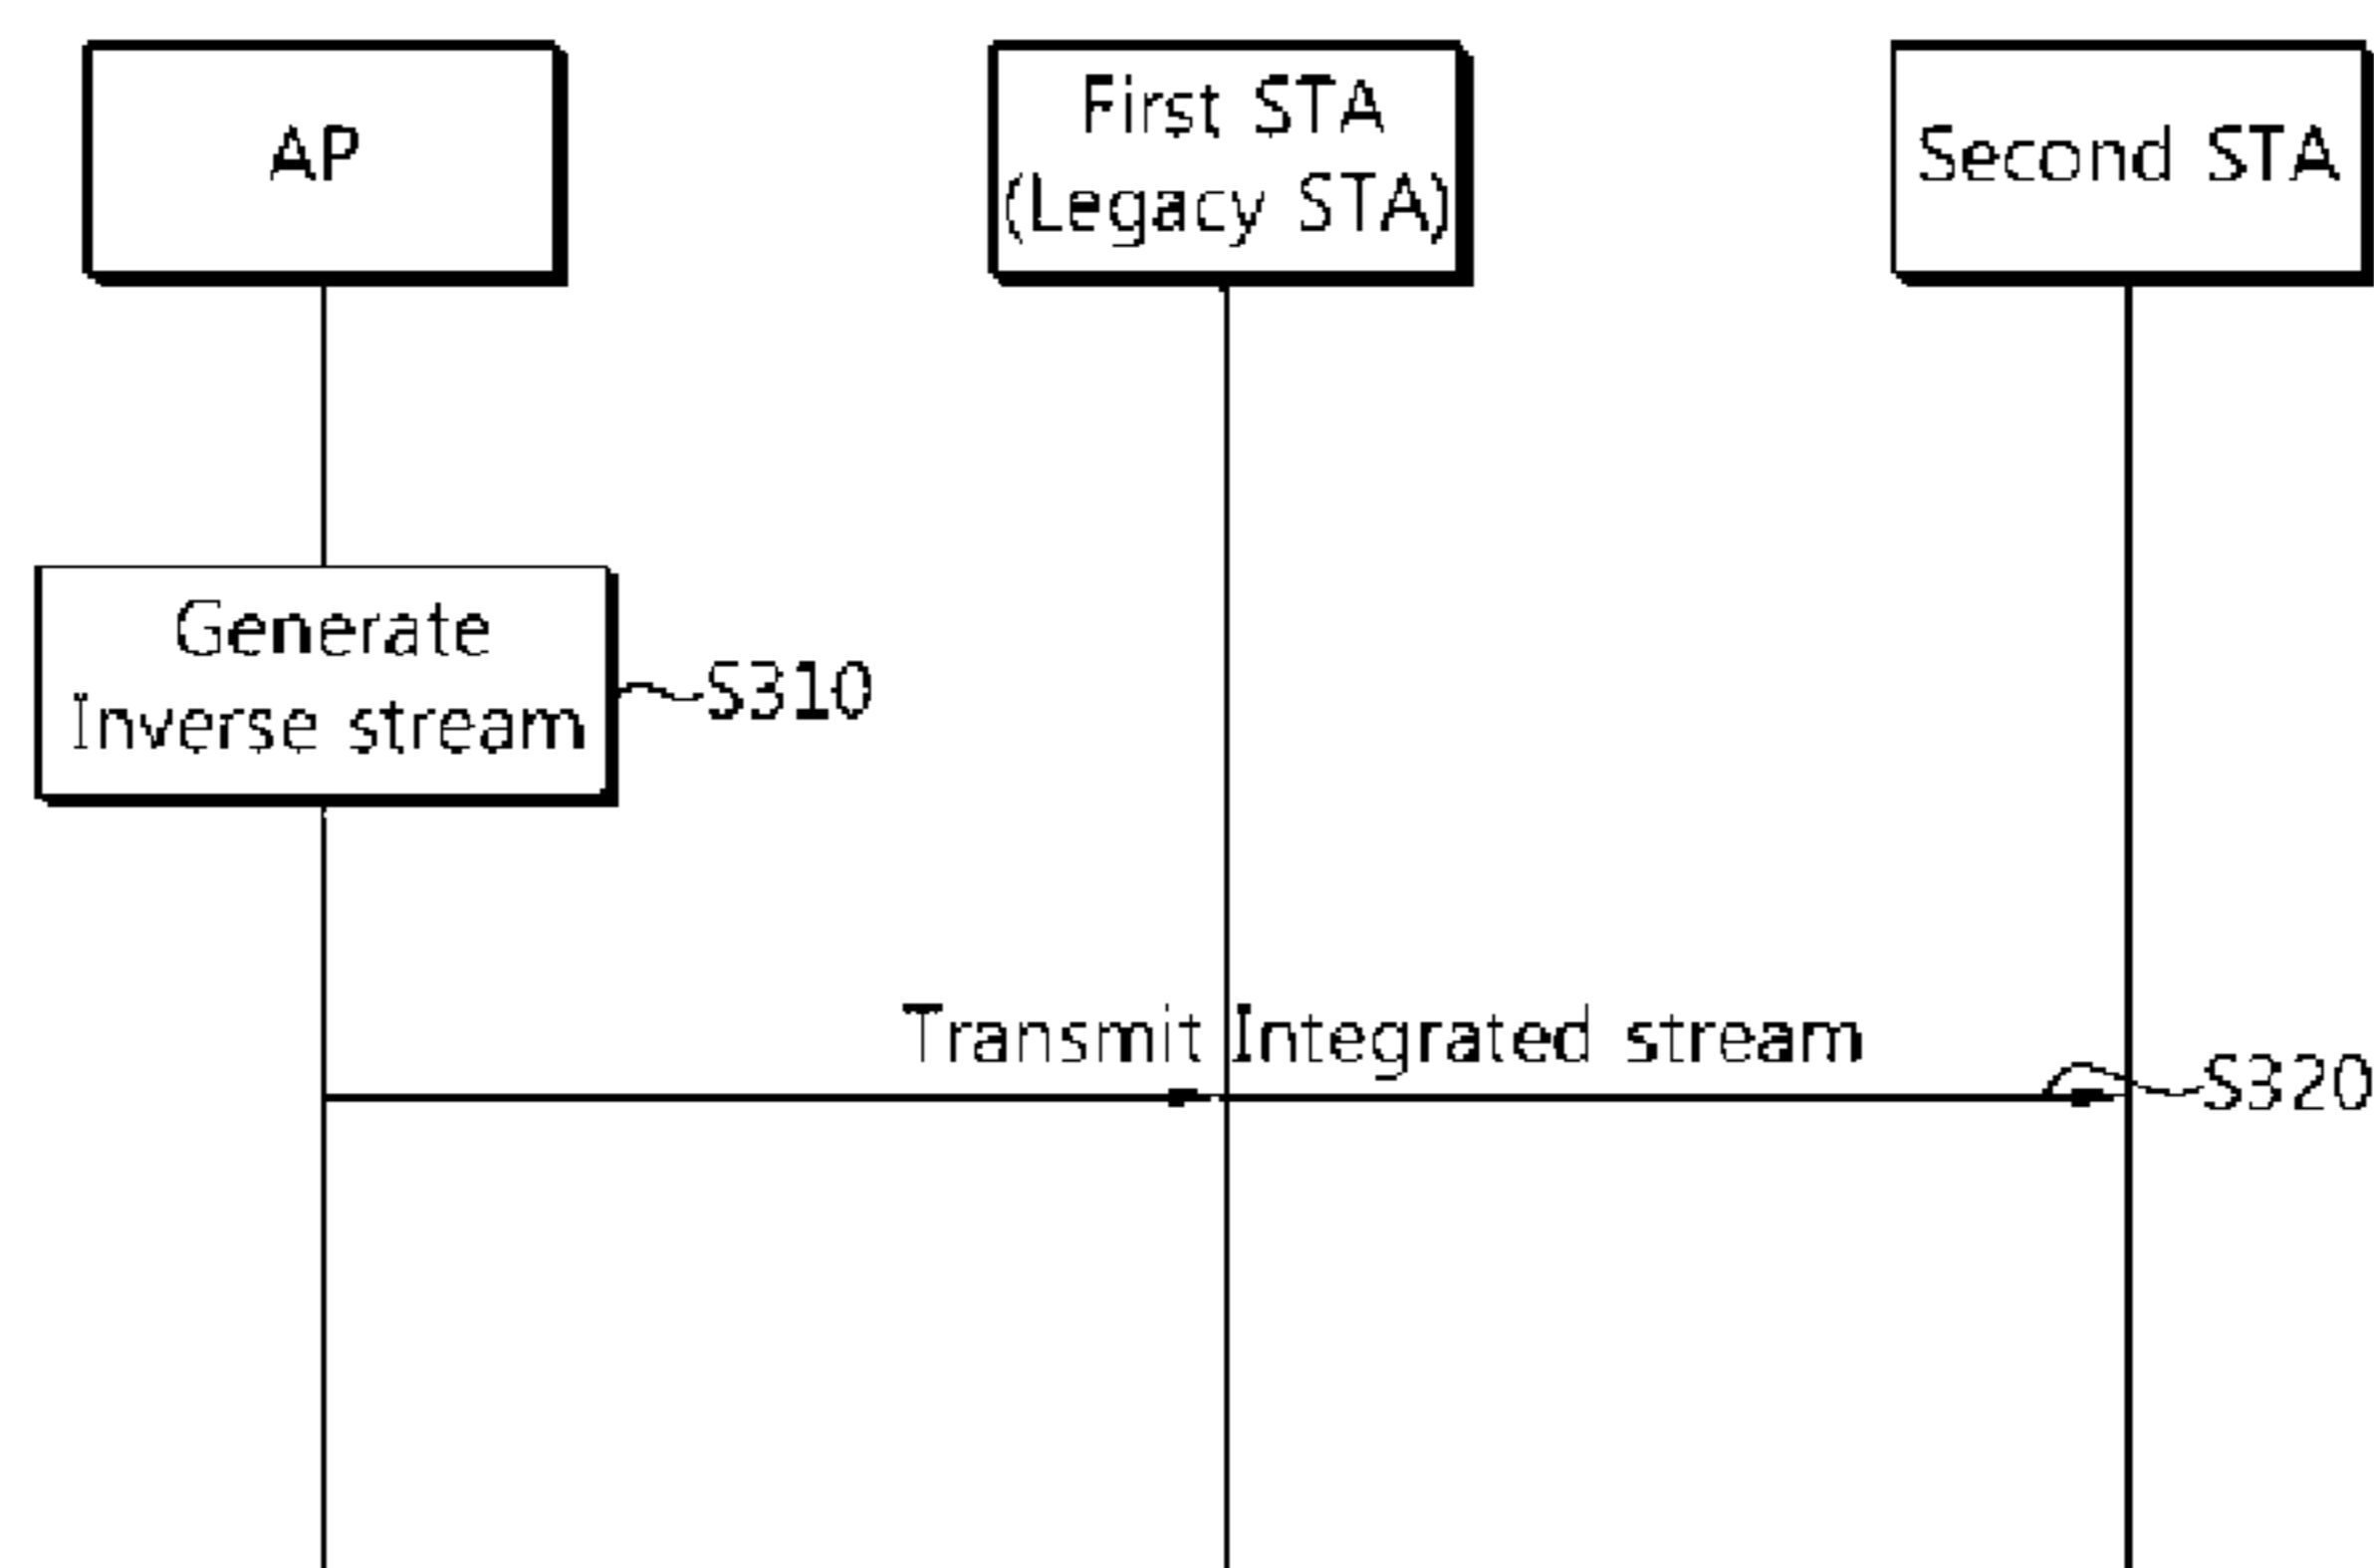 AP
First STA
(Legacy STA)
Second STA
Generate
Inverse stream
S310
Transmit Integrated stream
S320